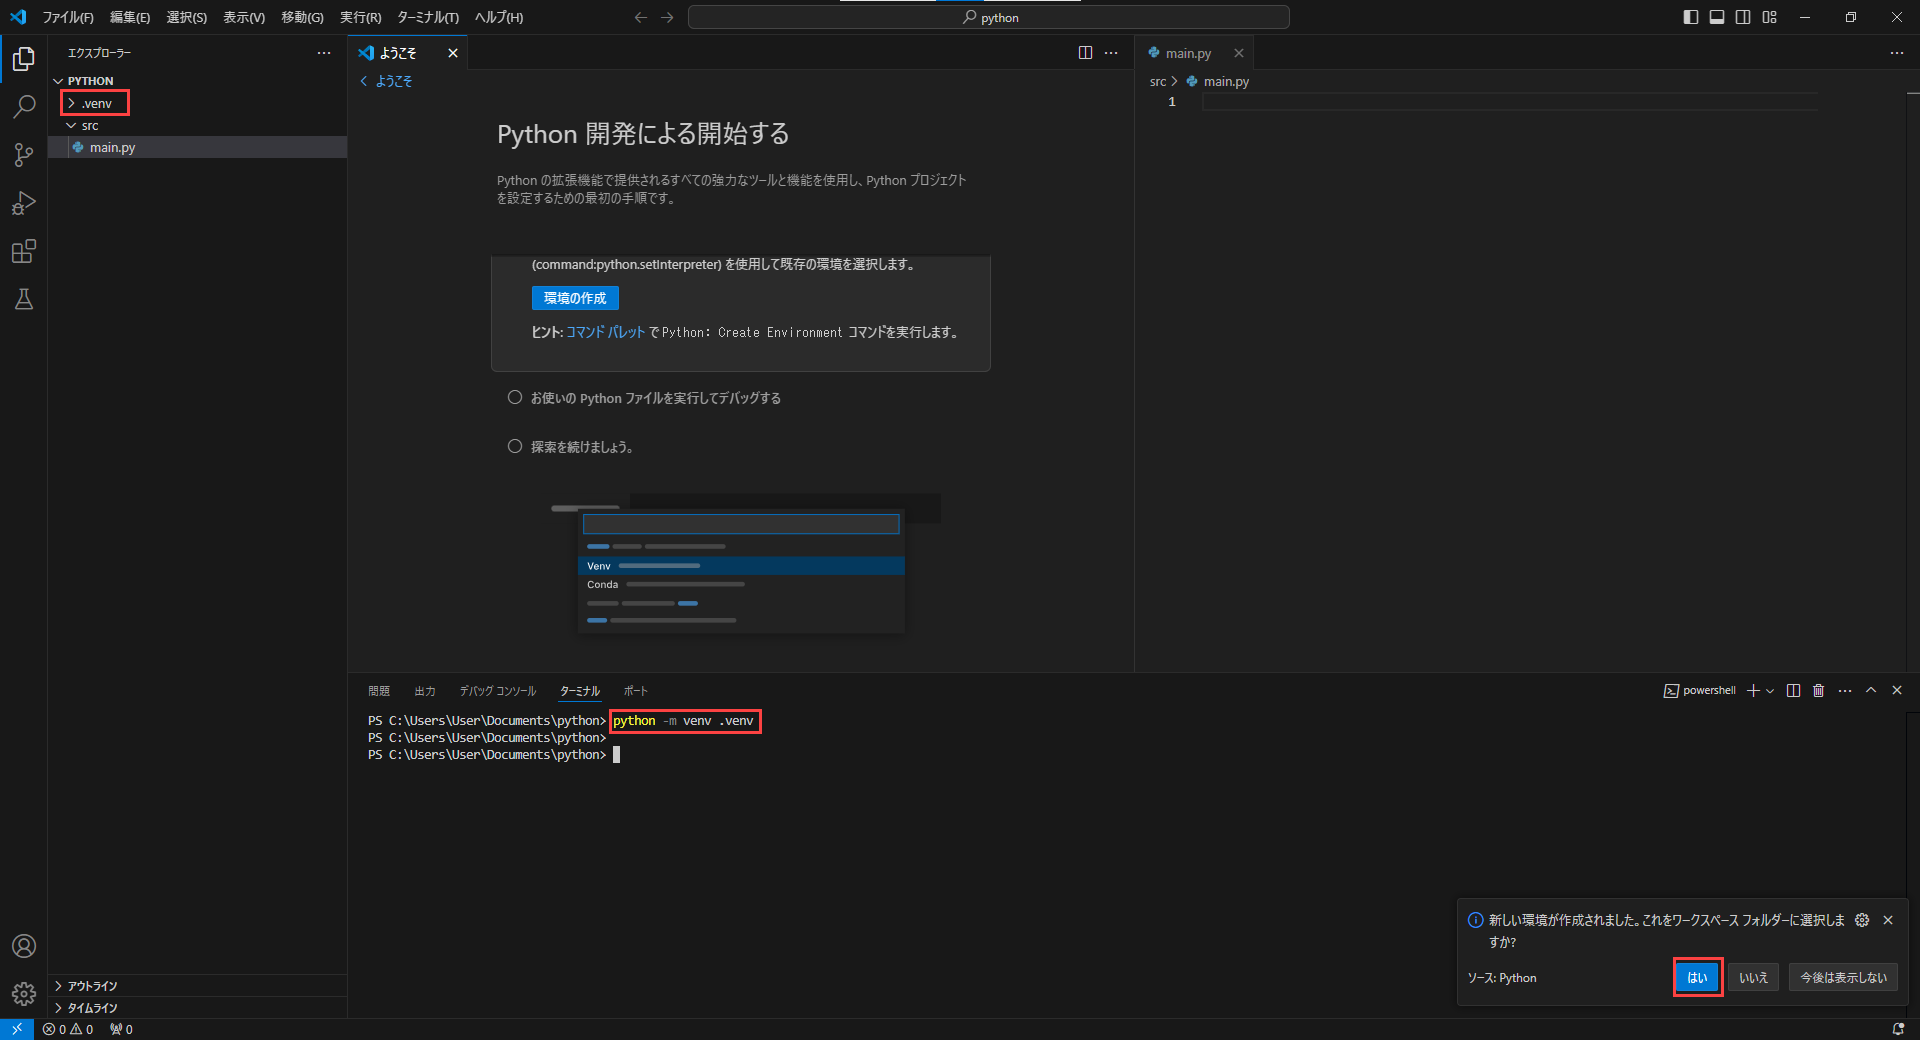 ファイル(F) 編集(E) 選択(S) 表示(V) 移動(G) 実行(R) ターミナル(T) ヘルプ(H)
python
エクスプローラー
PYTHON
.venv
src
main.py
ようこそ
ようこそ
Python 開発による開始する
Python の拡張機能で提供されるすべての強力なツールと機能を使用し、Python プロジェクト
を設定するための最初の手順です。
(command:python.setInterpreter) を使用して既存の環境を選択します。
環境の作成
ヒント: コマンド パレット で Python: Create Environment コマンドを実行します。
お使いの Python ファイルを実行してデバッグする
探索を続けましょう。
Venv
Conda
main.py
src > main.py
1
問題 出力 デバッグ コンソール ターミナル ポート
powershell
PS C:\Users\User\Documents\python> python -m venv .venv
PS C:\Users\User\Documents\python>
PS C:\Users\User\Documents\python>
新しい環境が作成されました。これをワークスペース フォルダーに選択しま
すか?
ソース: Python
はい いいえ 今後は表示しない
アウトライン
タイムライン
0 0 0